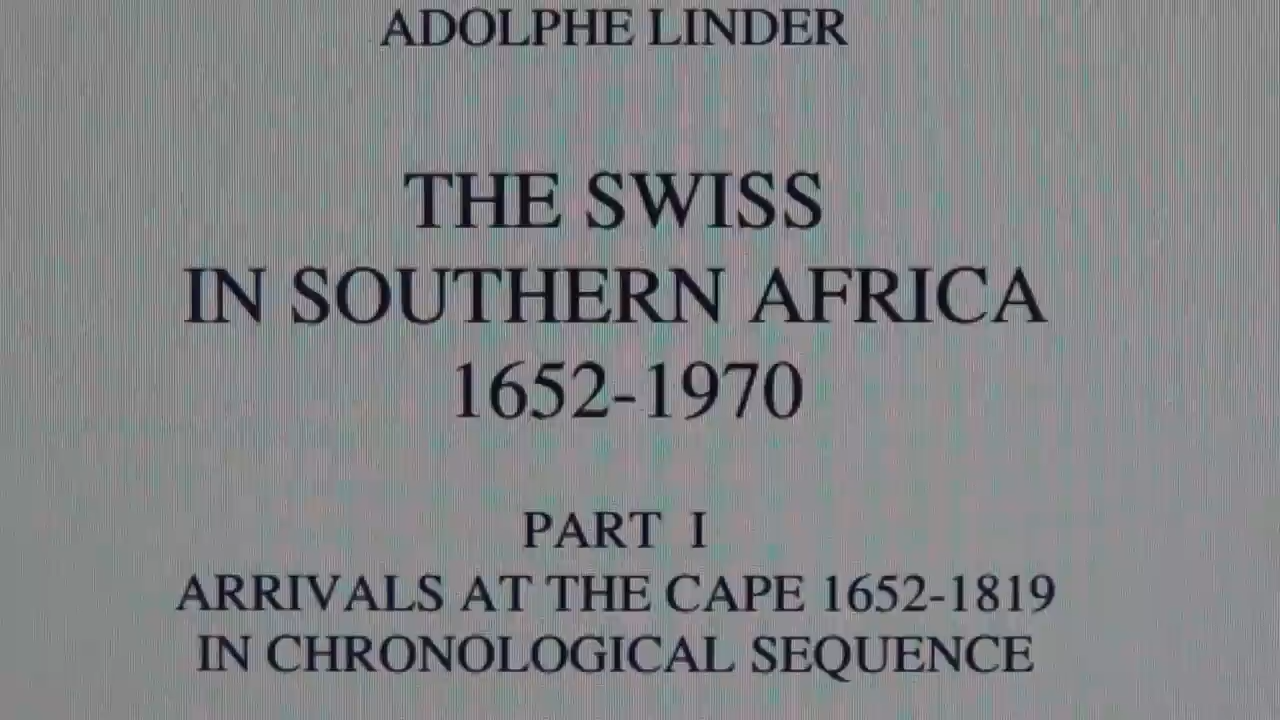 ADOLPHE LINDER
THE SWISS
IN SOUTHERN AFRICA
1652-1970
PART I
ARRIVALS AT THE CAPE 1652-1819
IN CHRONOLOGICAL SEQUENCE